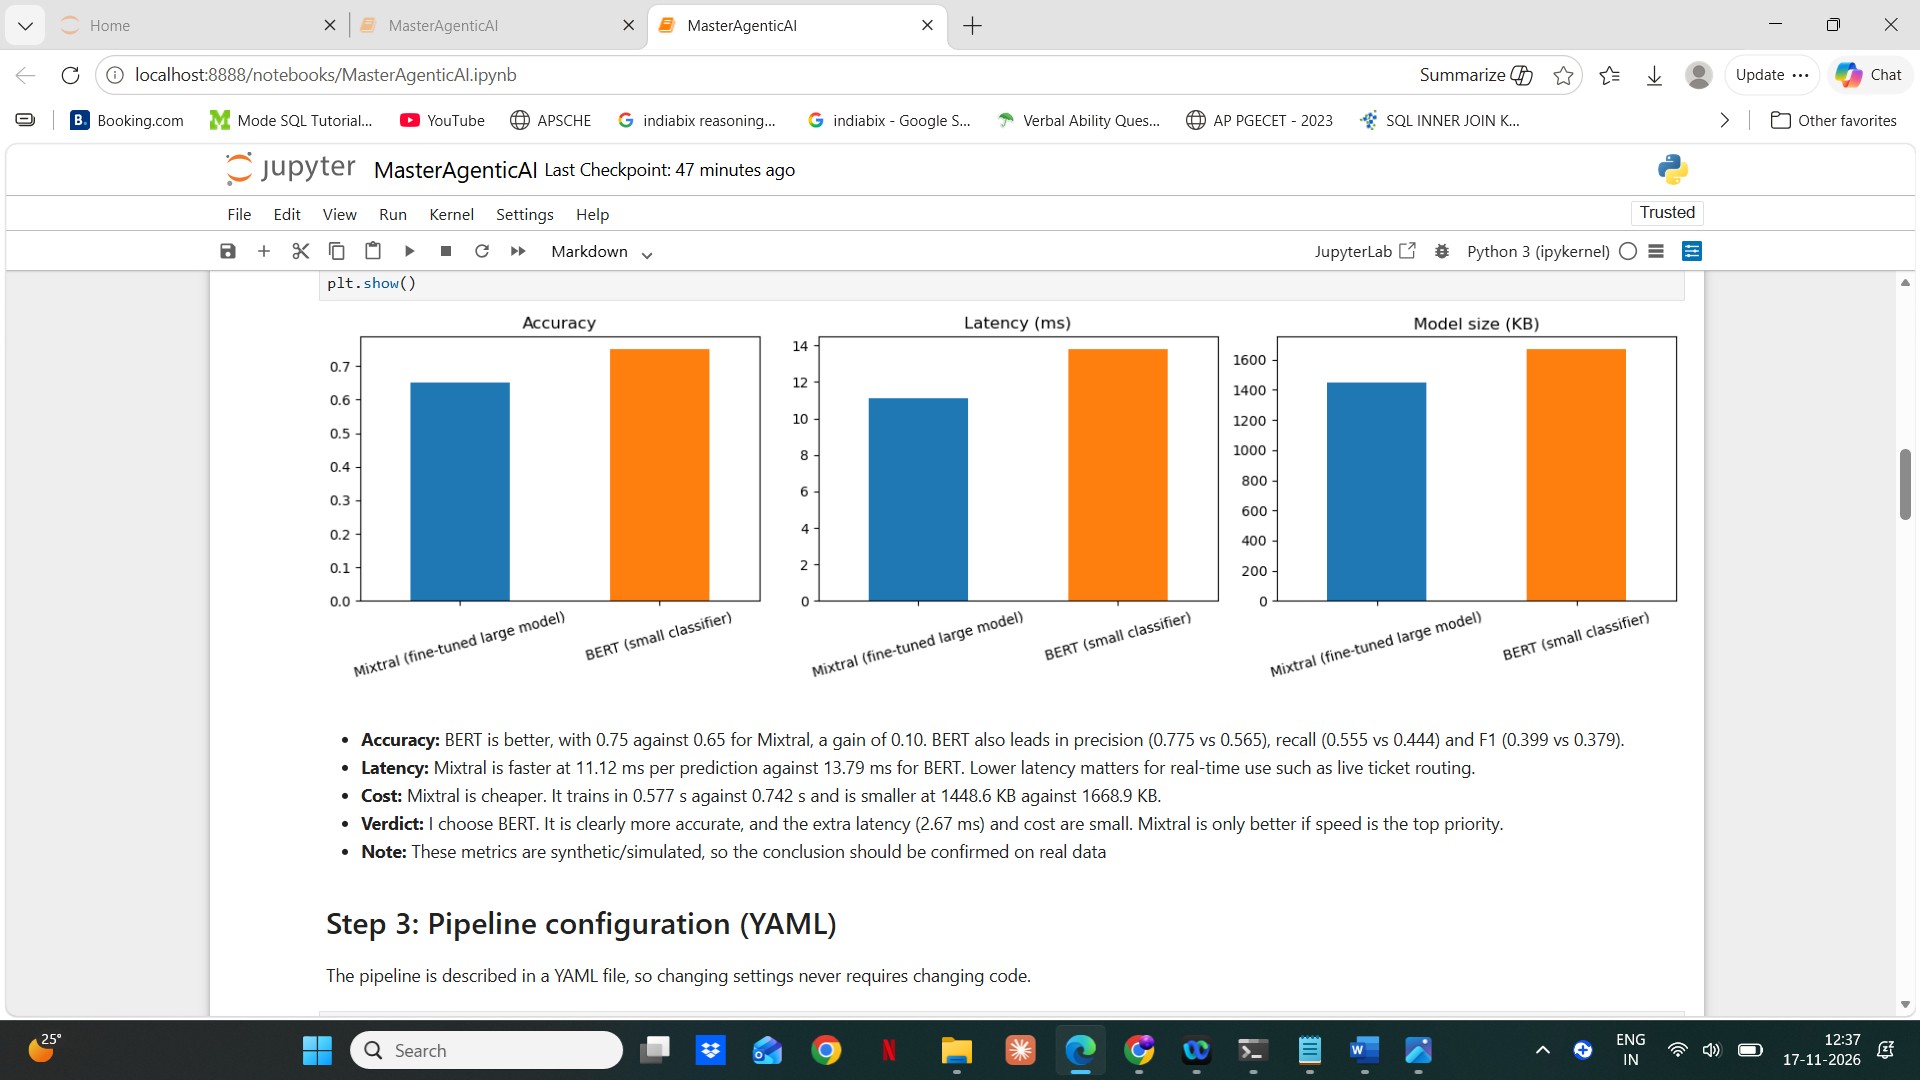 Home
MasterAgenticAI
MasterAgenticAI
localhost:8888/notebooks/MasterAgenticAI.ipynb
Summarize
Update
Chat
B.
Booking.com
Mode SQL Tutorial...
YouTube
APSCHE
indiabix reasoning...
indiabix - Google S...
Verbal Ability Ques...
AP PGECET - 2023
SQL INNER JOIN K...
Other favorites
jupyter
MasterAgenticAI Last Checkpoint: 47 minutes ago
File Edit View Run Kernel Settings Help
Trusted
Markdown
JupyterLab
Python 3 (ipykernel)
plt.show()
Accuracy
0.7
0.6
0.5
0.4
0.3
0.2
0.1
0.0
Mixtral (fine-tuned large model)
BERT (small classifier)
Latency (ms)
14
12
10
8
6
4
2
0
Mixtral (fine-tuned large model)
BERT (small classifier)
Model size (KB)
1600
1400
1200
1000
800
600
400
200
0
Mixtral (fine-tuned large model)
BERT (small classifier)
• Accuracy: BERT is better, with 0.75 against 0.65 for Mixtral, a gain of 0.10. BERT also leads in precision (0.775 vs 0.565), recall (0.555 vs 0.444) and F1 (0.399 vs 0.379).
• Latency: Mixtral is faster at 11.12 ms per prediction against 13.79 ms for BERT. Lower latency matters for real-time use such as live ticket routing.
• Cost: Mixtral is cheaper. It trains in 0.577 s against 0.742 s and is smaller at 1448.6 KB against 1668.9 KB.
• Verdict: I choose BERT. It is clearly more accurate, and the extra latency (2.67 ms) and cost are small. Mixtral is only better if speed is the top priority.
• Note: These metrics are synthetic/simulated, so the conclusion should be confirmed on real data
Step 3: Pipeline configuration (YAML)
The pipeline is described in a YAML file, so changing settings never requires changing code.
25°
Search
N
W
ENG
IN
12:37
17-11-2026